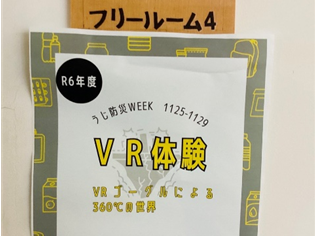 フリールーム4
R6年度
うじ防災WEEK 1125-1129
VR体験
VRゴーグルによる
360℃の世界